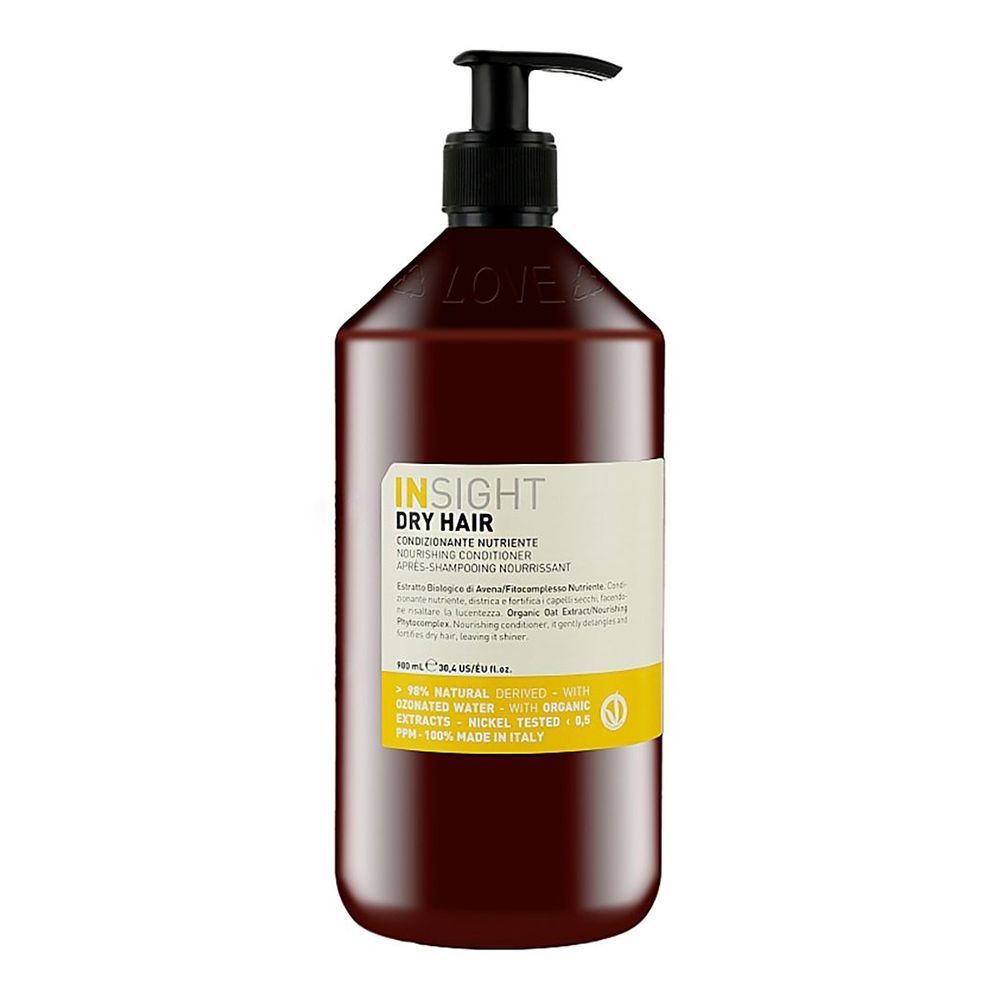 LOVE
INSIGHT
DRY HAIR
CONDIZIONANTE NUTRIENTE
NOURISHING CONDITIONER
APRÈS-SHAMPOOING NOURRISSANT
Estratto Biologico di Avena/Fitocomplesso Nutriente. Condi-
zionante nutriente, districa e fortifica i capelli secchi, facendo-
ne risaltare la lucentezza. Organic Oat Extract/Nourishing
Phytocomplex. Nourishing conditioner, it gently detangles and
fortifies dry hair, leaving it shiner.
900 mL ℮ 30,4 US/ÉU fl.oz.
> 98% NATURAL DERIVED - WITH
OZONATED WATER - WITH ORGANIC
EXTRACTS - NICKEL TESTED < 0,5
PPM - 100% MADE IN ITALY